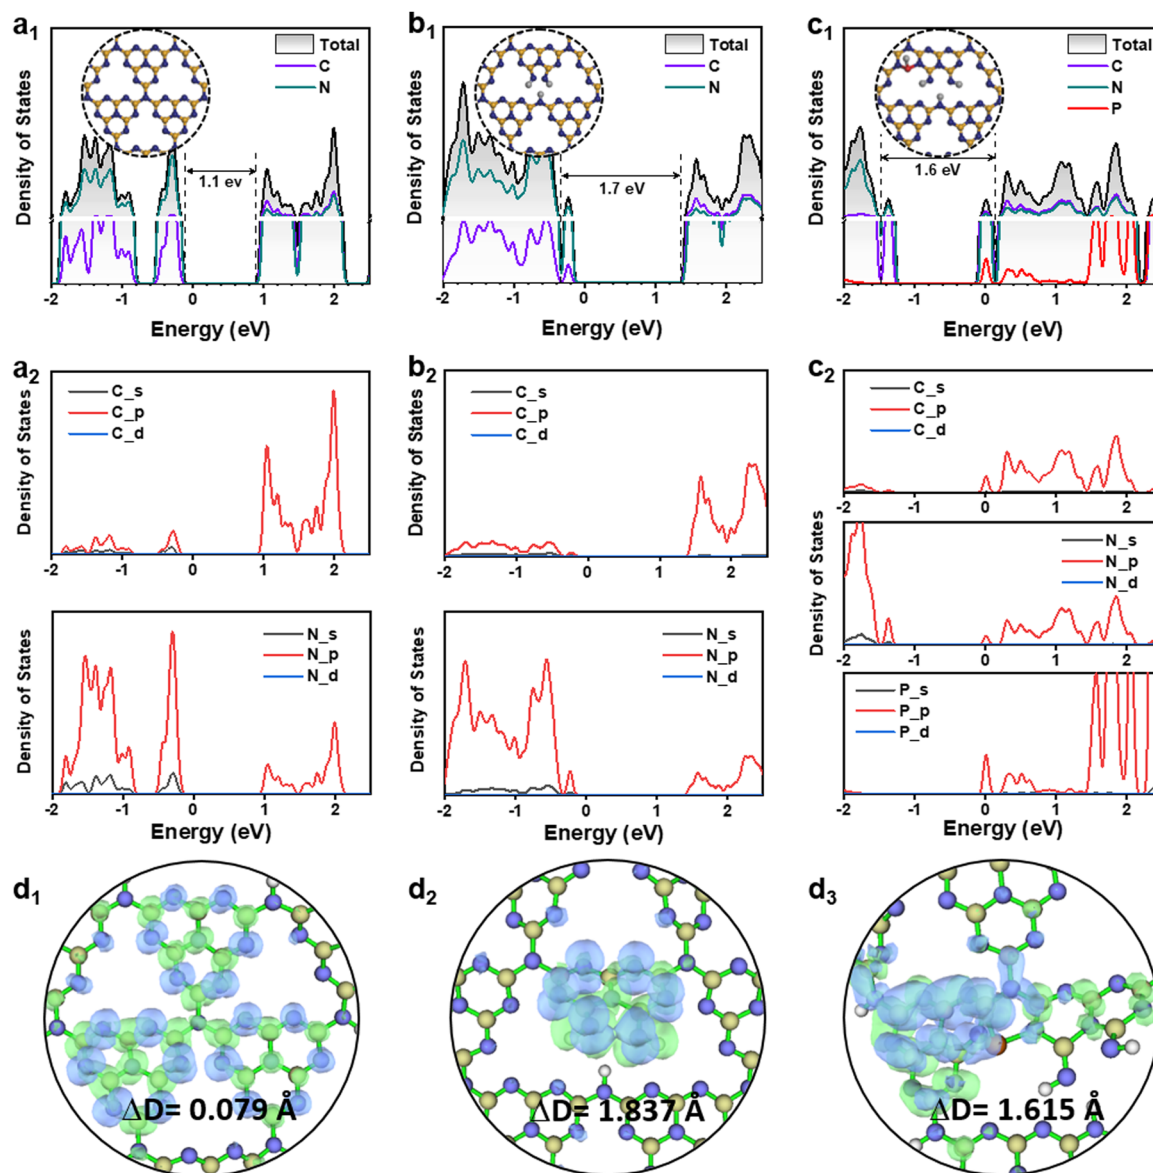 a1
Density of States
Total
C
N
1.1 ev
-2 -1 0 1 2
Energy (eV)
b1
Density of States
Total
C
N
1.7 eV
-2 -1 0 1 2
Energy (eV)
c1
Density of States
Total
C
N
P
1.6 eV
-2 -1 0 1 2
Energy (eV)
a2
Density of States
C_s
C_p
C_d
-2 -1 0 1 2
Density of States
N_s
N_p
N_d
-2 -1 0 1 2
Energy (eV)
b2
Density of States
C_s
C_p
C_d
-2 -1 0 1 2
Density of States
N_s
N_p
N_d
-2 -1 0 1 2
Energy (eV)
c2
Density of States
C_s
C_p
C_d
-2 -1 0 1 2
N_s
N_p
N_d
-2 -1 0 1 2
P_s
P_p
P_d
-2 -1 0 1 2
Energy (eV)
d1
ΔD= 0.079 Å
d2
ΔD= 1.837 Å
d3
ΔD= 1.615 Å